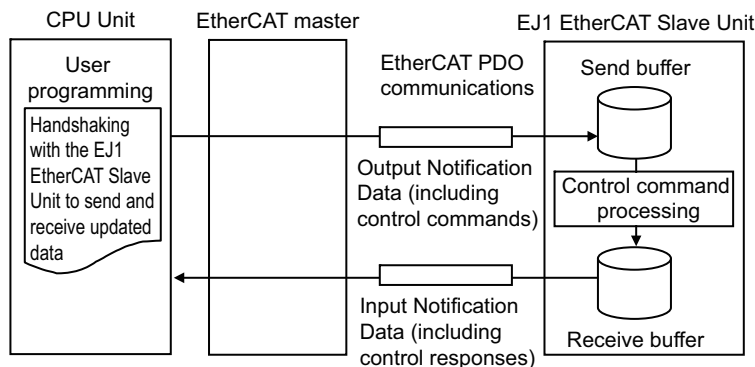 CPU Unit
EtherCAT master
EJ1 EtherCAT Slave Unit
User
programming
Handshaking
with the EJ1
EtherCAT Slave
Unit to send and
receive updated
data
EtherCAT PDO
communications
Output Notification
Data (including
control commands)
Input Notification
Data (including
control responses)
Send buffer
Control command
processing
Receive buffer